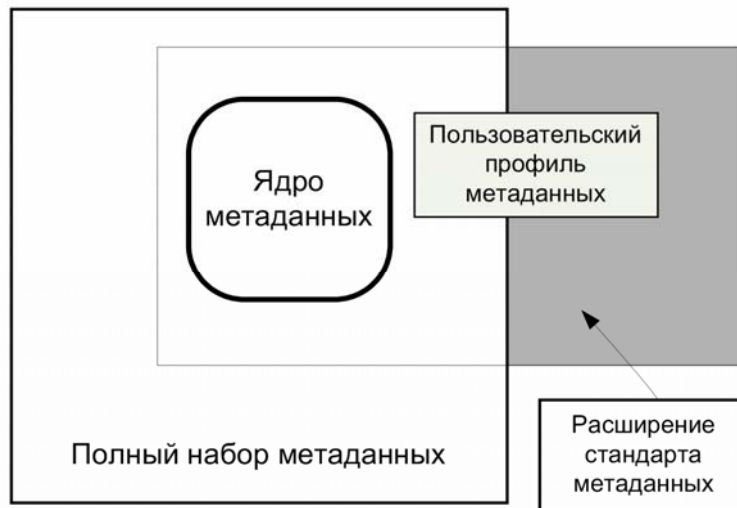 Ядро
метаданных
Пользовательский
профиль
метаданных
Полный набор метаданных
Расширение
стандарта
метаданных